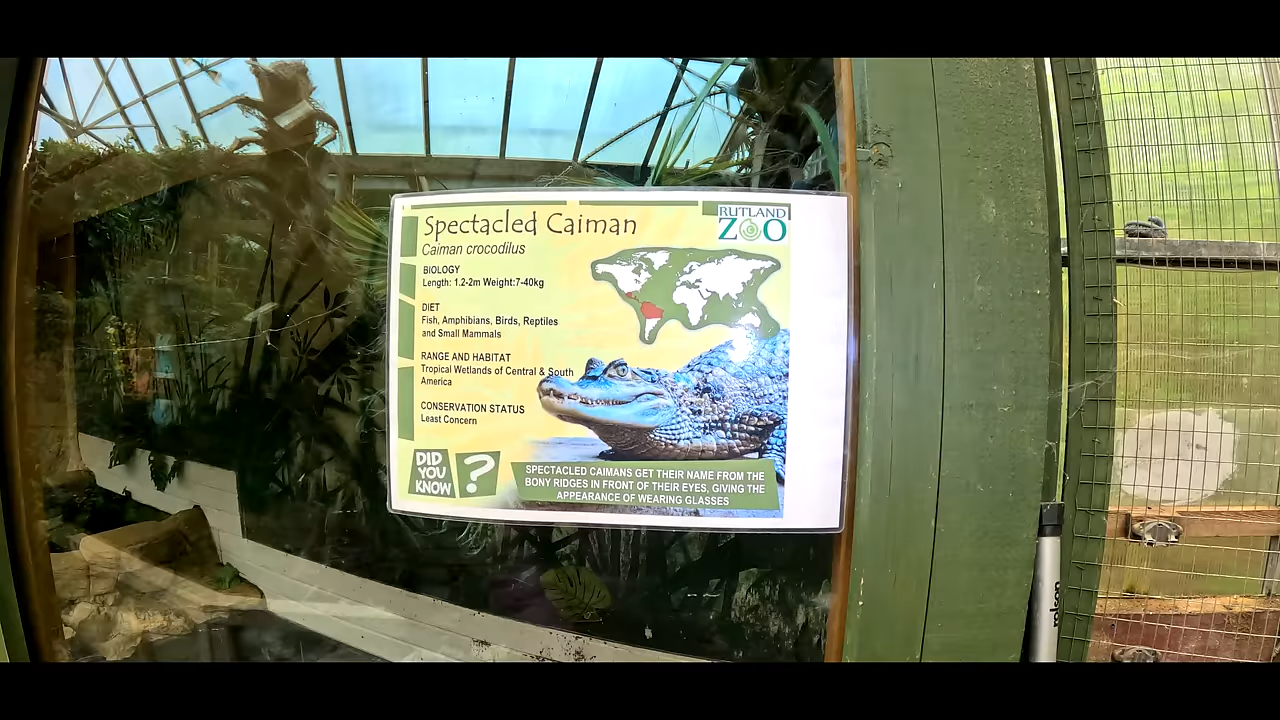 Spectacled Caiman
RUTLAND
ZOO
Caiman crocodilus
BIOLOGY
Length: 1.2-2m Weight:7-40kg
DIET
Fish, Amphibians, Birds, Reptiles
and Small Mammals
RANGE AND HABITAT
Tropical Wetlands of Central & South
America
CONSERVATION STATUS
Least Concern
DID
YOU
KNOW
?
SPECTACLED CAIMANS GET THEIR NAME FROM THE
BONY RIDGES IN FRONT OF THEIR EYES, GIVING THE
APPEARANCE OF WEARING GLASSES
rolson